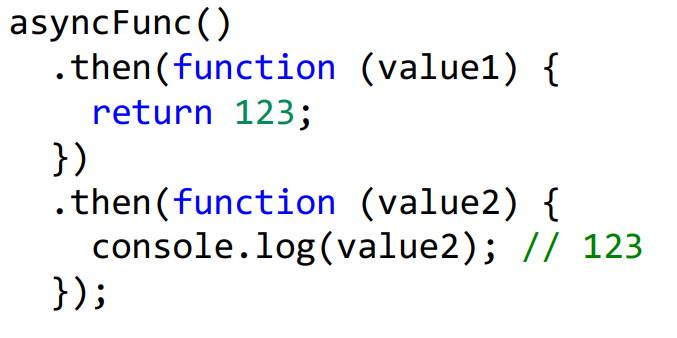 asyncFunc()
  .then(function (value1) {
    return 123;
  })
  .then(function (value2) {
    console.log(value2); // 123
  });